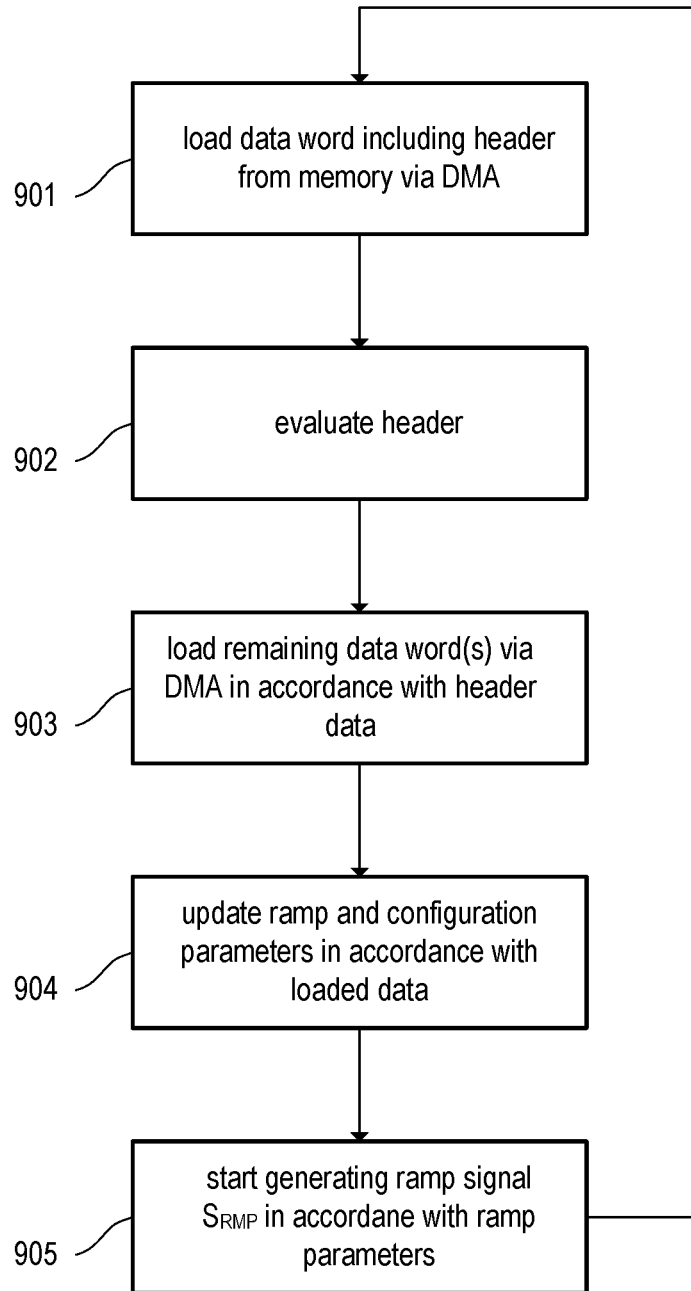 load data word including header
from memory via DMA
901
evaluate header
902
load remaining data word(s) via
DMA in accordance with header
data
903
update ramp and configuration
parameters in accordance with
loaded data
904
start generating ramp signal
SRMP in accordane with ramp
parameters
905